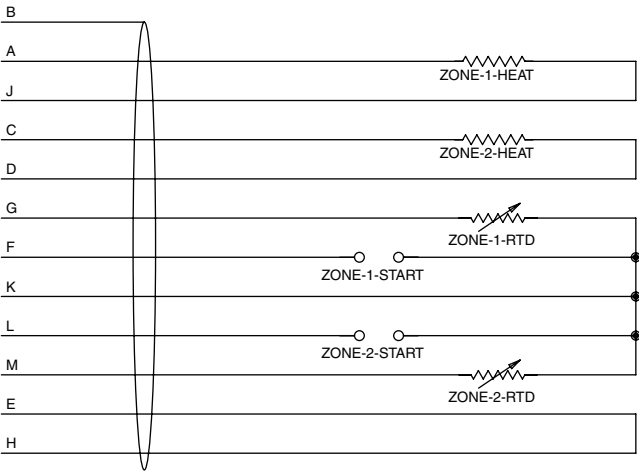 B
A
ZONE-1-HEAT
J
C
ZONE-2-HEAT
D
G
ZONE-1-RTD
F
ZONE-1-START
K
L
ZONE-2-START
M
ZONE-2-RTD
E
H